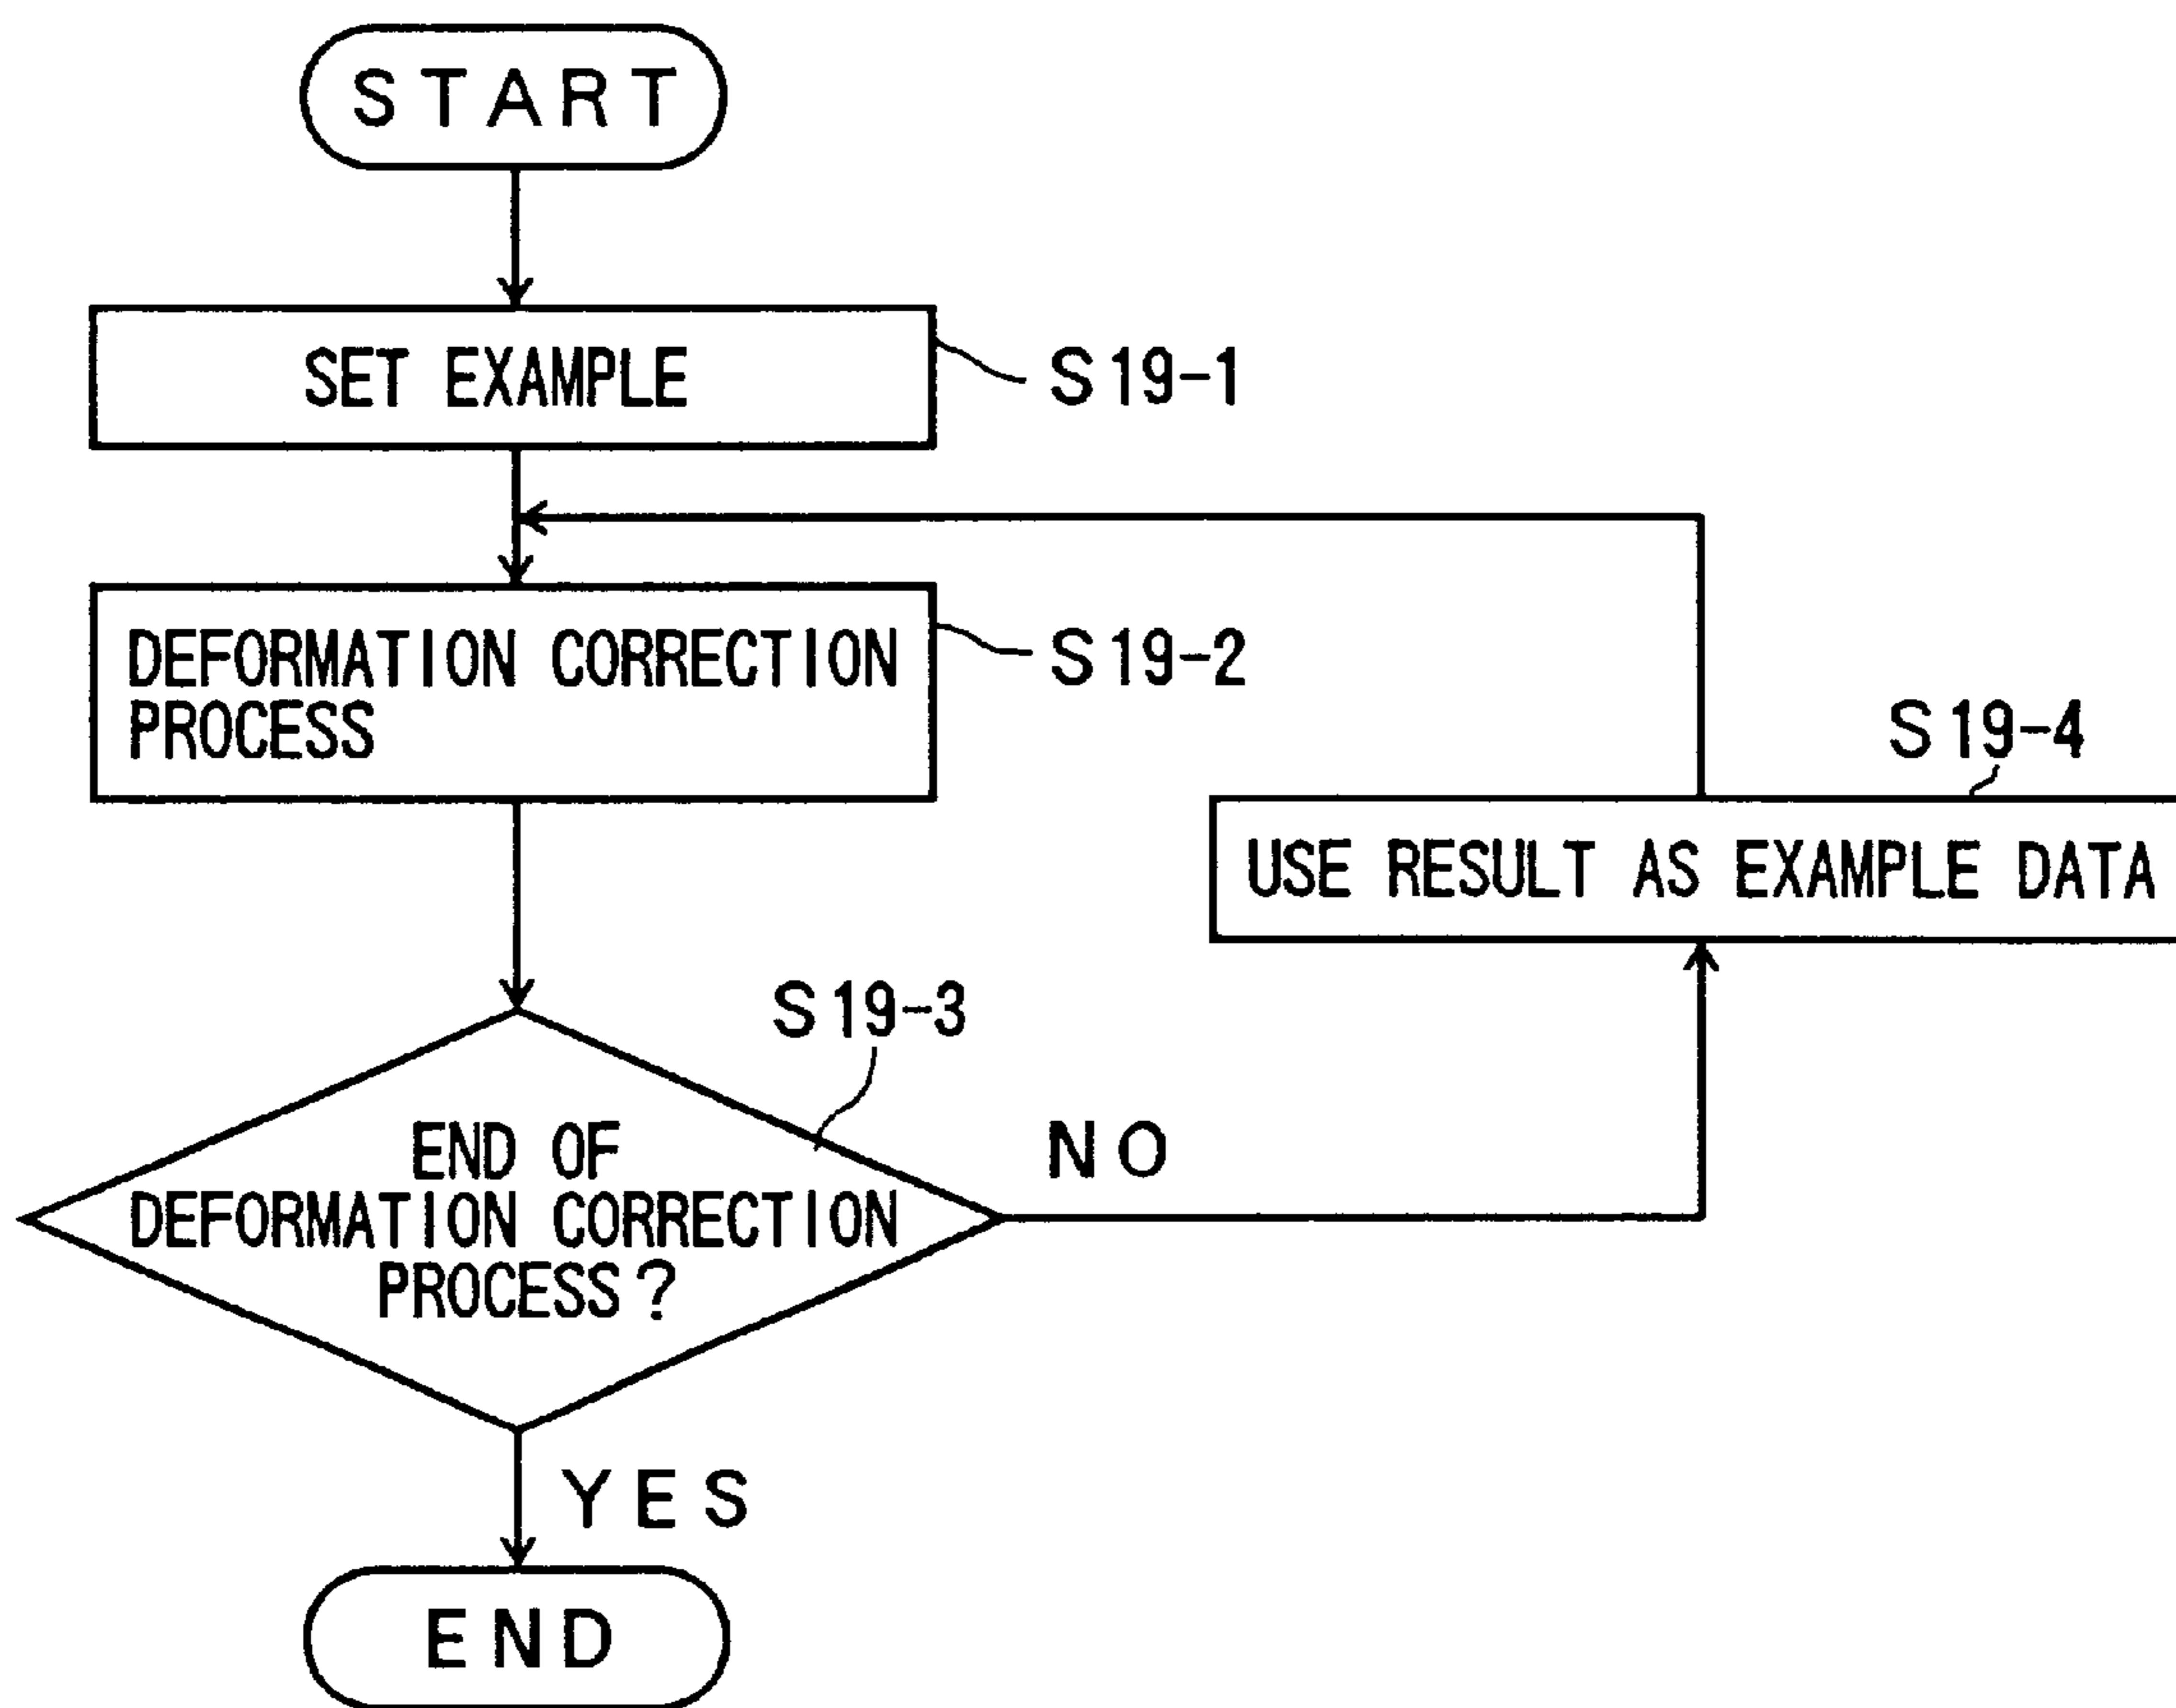 START
SET EXAMPLE
S19-1
DEFORMATION CORRECTION
PROCESS
S19-2
S19-4
USE RESULT AS EXAMPLE DATA
S19-3
END OF
DEFORMATION CORRECTION
PROCESS?
NO
YES
END